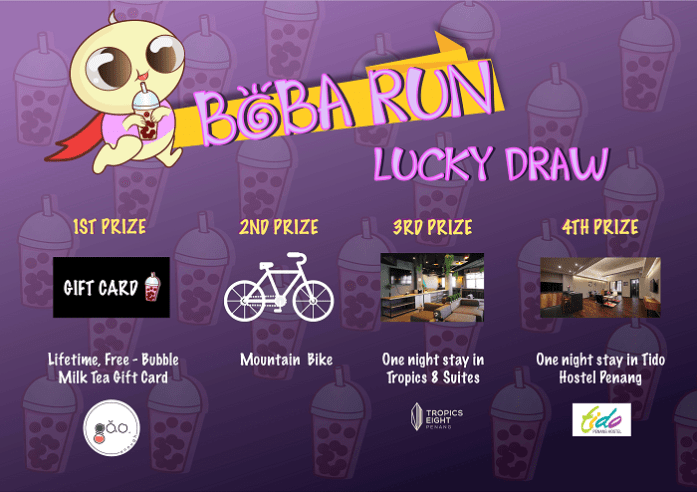 BOBA RUN
LUCKY DRAW
1ST PRIZE
2ND PRIZE
3RD PRIZE
4TH PRIZE
GIFT CARD
Lifetime, Free - Bubble
Milk Tea Gift Card
Mountain Bike
One night stay in
Tropics 8 Suites
One night stay in Tido
Hostel Penang
TROPICS
EIGHT
PENANG
tido
PENANG HOSTEL